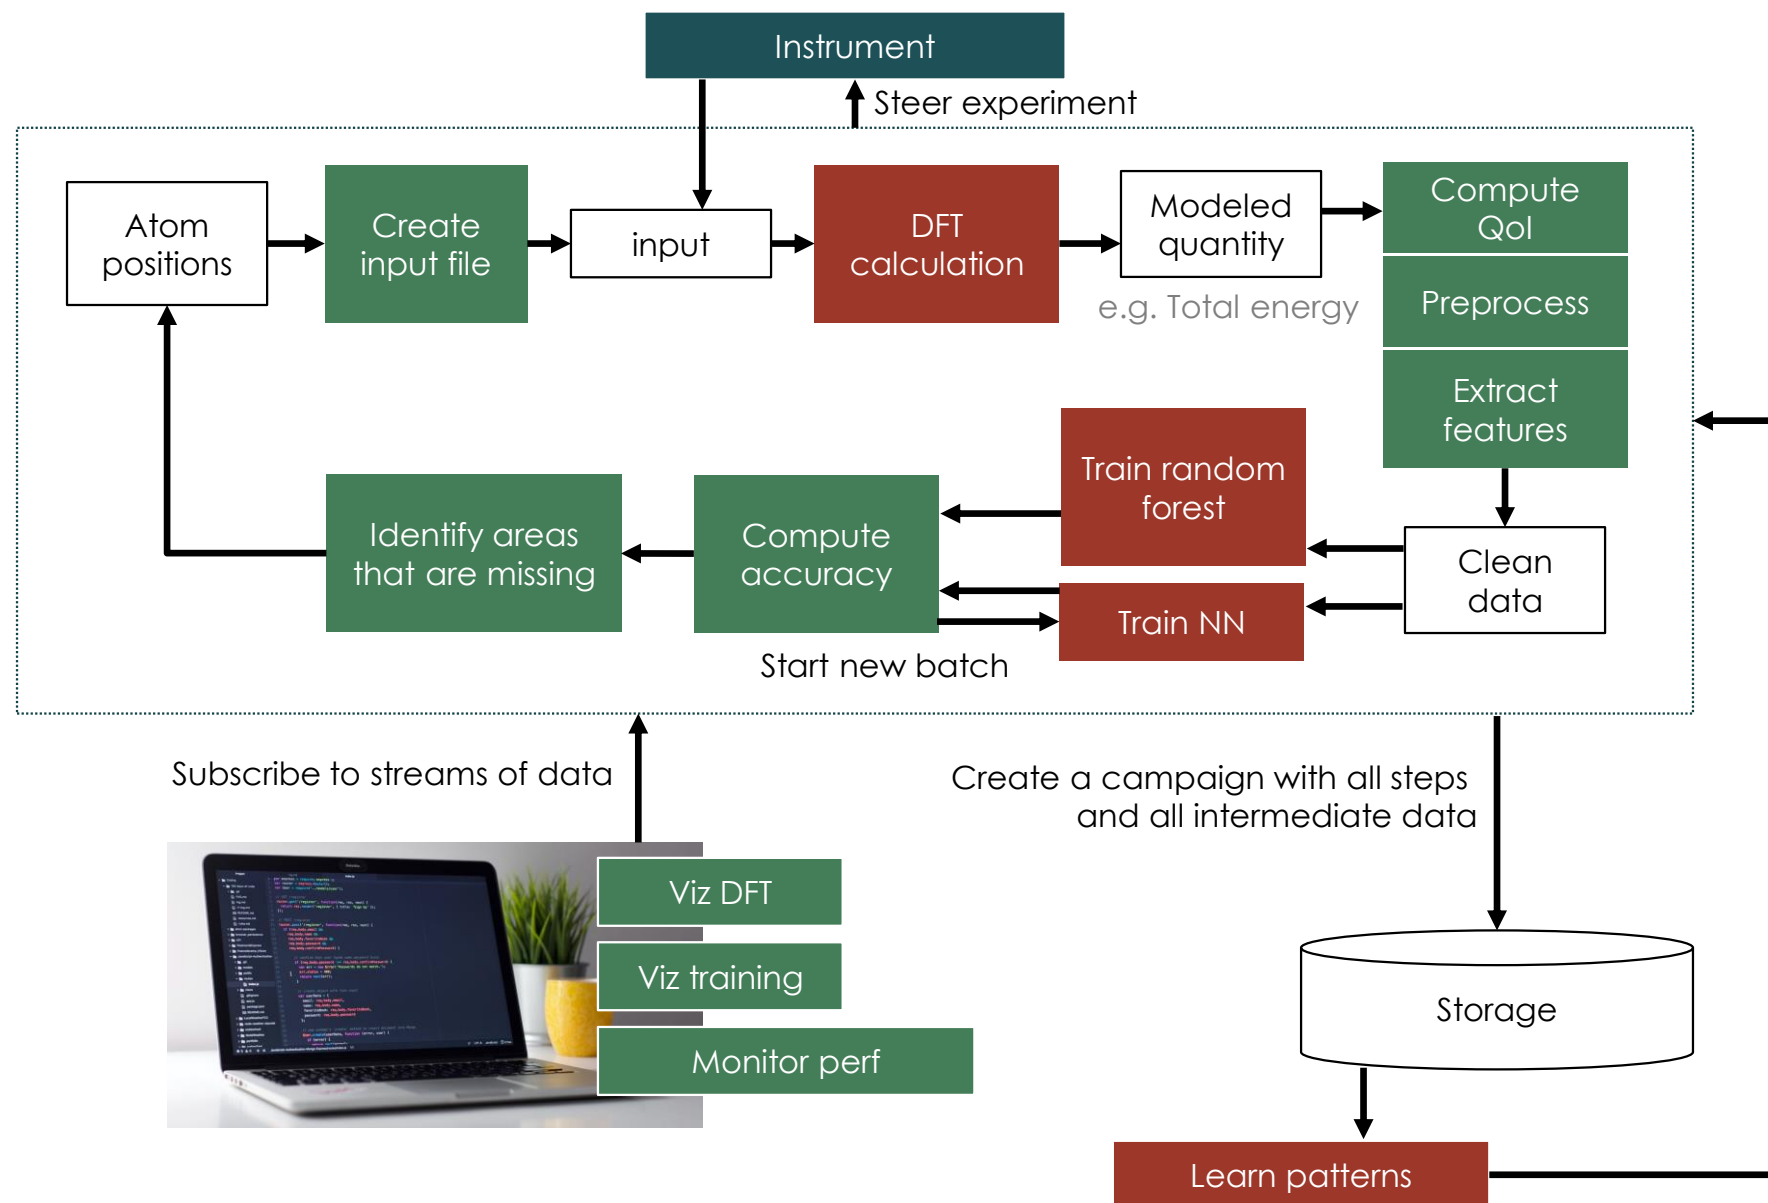 Instrument
Steer experiment
Atom
positions
Create
input file
input
DFT
calculation
Modeled
quantity
e.g. Total energy
Compute
QoI
Preprocess
Extract
features
Train random
forest
Clean
data
Train NN
Compute
accuracy
Identify areas
that are missing
Start new batch
Subscribe to streams of data
Create a campaign with all steps
and all intermediate data
Viz DFT
Viz training
Monitor perf
Storage
Learn patterns